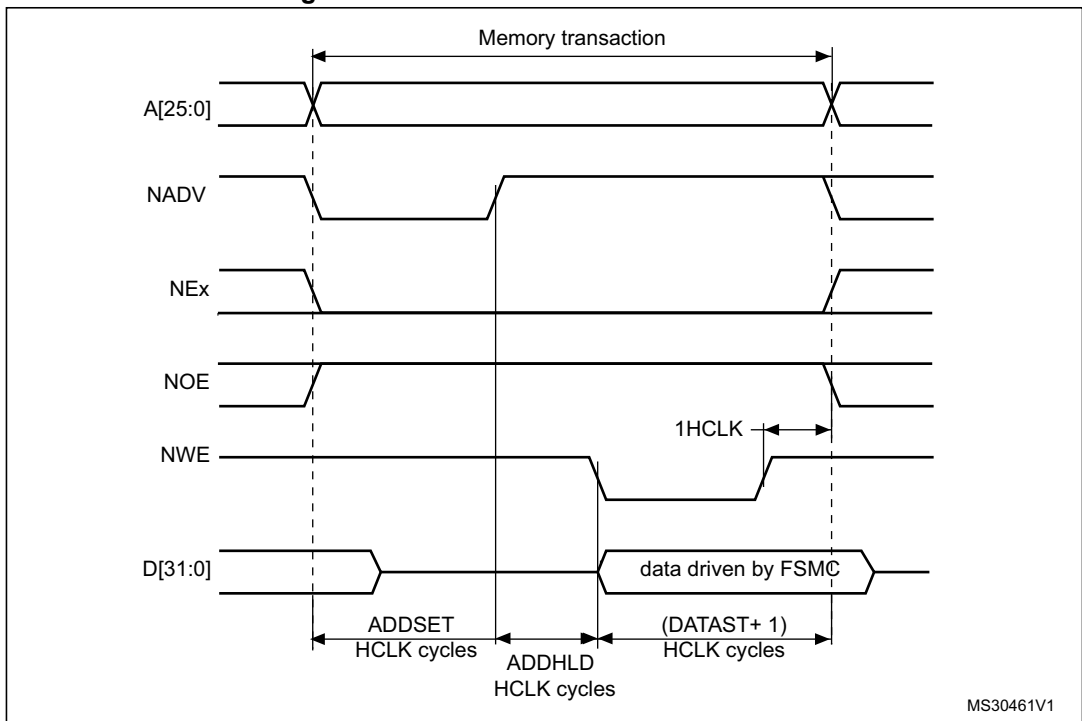 g
Memory transaction
A[25:0]
NADV
NEx
NOE
1HCLK
NWE
D[31:0]
data driven by FSMC
ADDSET
HCLK cycles
ADDHLD
HCLK cycles
(DATAST+ 1)
HCLK cycles
MS30461V1